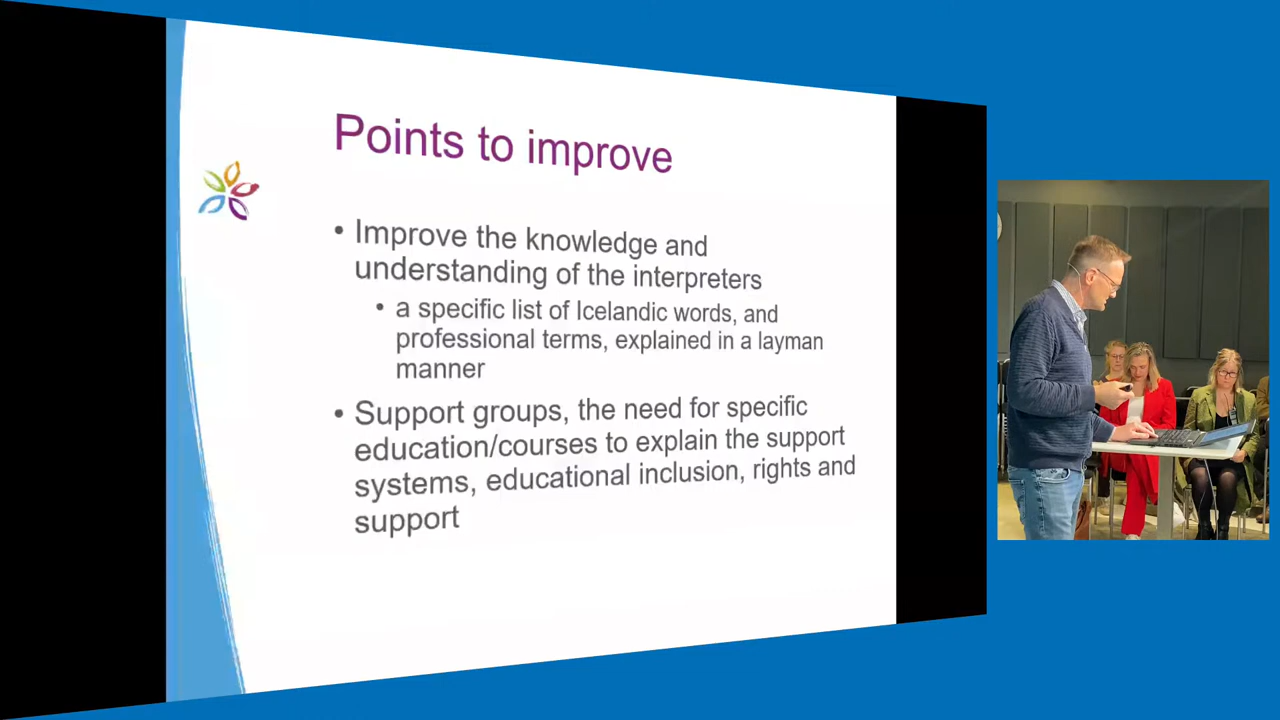 Points to improve
• Improve the knowledge and
understanding of the interpreters
• a specific list of Icelandic words, and
professional terms, explained in a layman
manner
• Support groups, the need for specific
education/courses to explain the support
systems, educational inclusion, rights and
support